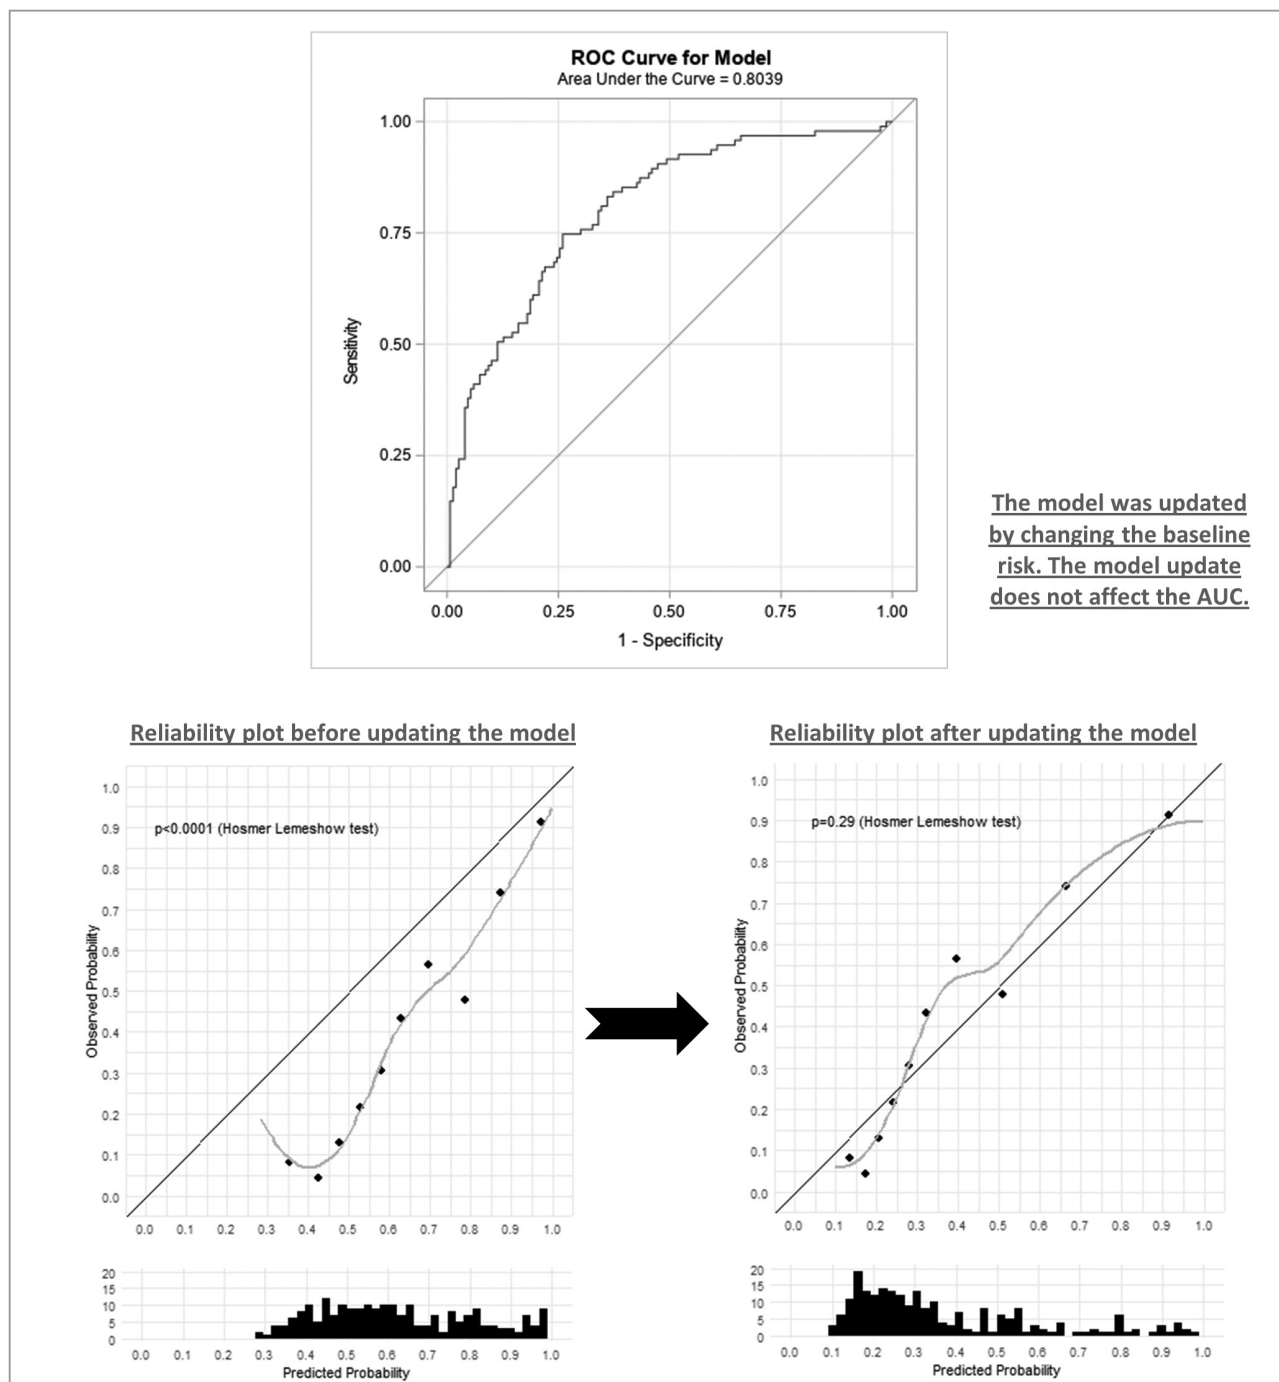 ROC Curve for Model
Area Under the Curve = 0.8039
1.00
0.75
0.50
0.25
0.00
Sensitivity
0.00 0.25 0.50 0.75 1.00
1 - Specificity
The model was updated
by changing the baseline
risk. The model update
does not affect the AUC.
Reliability plot before updating the model
p<0.0001 (Hosmer Lemeshow test)
Observed Probability
1.0
0.9
0.8
0.7
0.6
0.5
0.4
0.3
0.2
0.1
0.0
0.0 0.1 0.2 0.3 0.4 0.5 0.6 0.7 0.8 0.9 1.0
20
15
10
5
0
0.0 0.1 0.2 0.3 0.4 0.5 0.6 0.7 0.8 0.9 1.0
Predicted Probability
Reliability plot after updating the model
p=0.29 (Hosmer Lemeshow test)
Observed Probability
1.0
0.9
0.8
0.7
0.6
0.5
0.4
0.3
0.2
0.1
0.0
0.0 0.1 0.2 0.3 0.4 0.5 0.6 0.7 0.8 0.9 1.0
20
15
10
5
0
0.0 0.1 0.2 0.3 0.4 0.5 0.6 0.7 0.8 0.9 1.0
Predicted Probability